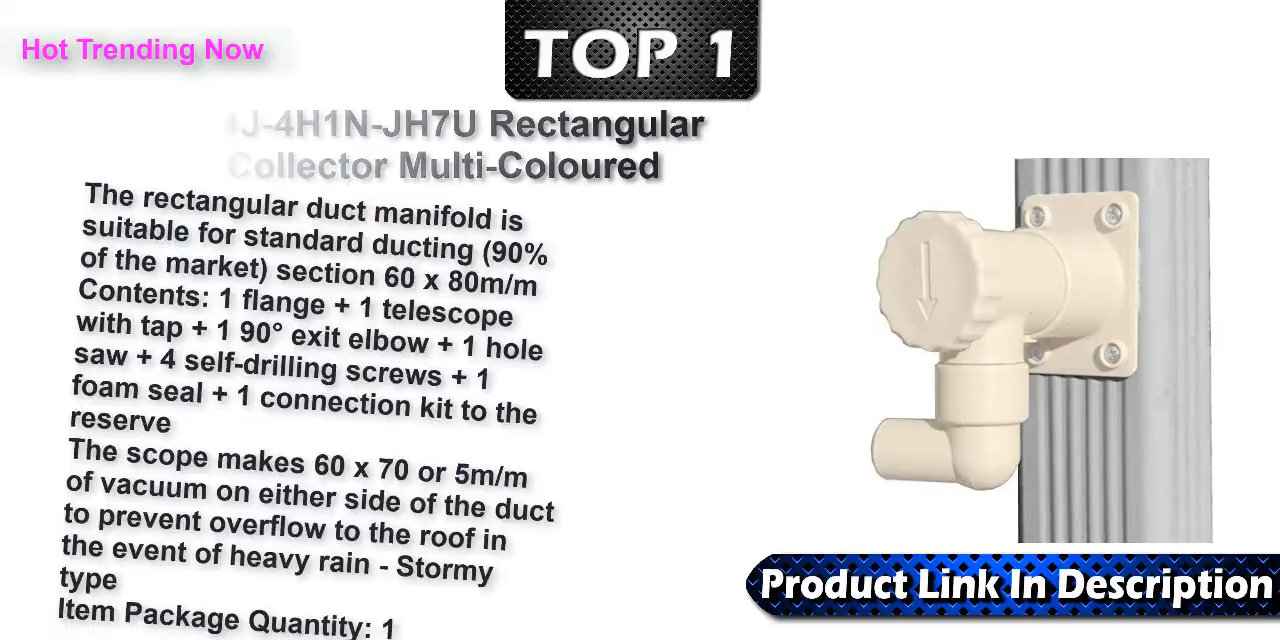 Hot Trending Now
TOP 1
J-4H1N-JH7U Rectangular
Collector Multi-Coloured
The rectangular duct manifold is
suitable for standard ducting (90%
of the market) section 60 x 80m/m
Contents: 1 flange + 1 telescope
with tap + 1 90° exit elbow + 1 hole
saw + 4 self-drilling screws + 1
foam seal + 1 connection kit to the
reserve
The scope makes 60 x 70 or 5m/m
of vacuum on either side of the duct
to prevent overflow to the roof in
the event of heavy rain - Stormy
type
Item Package Quantity: 1
Product Link In Description